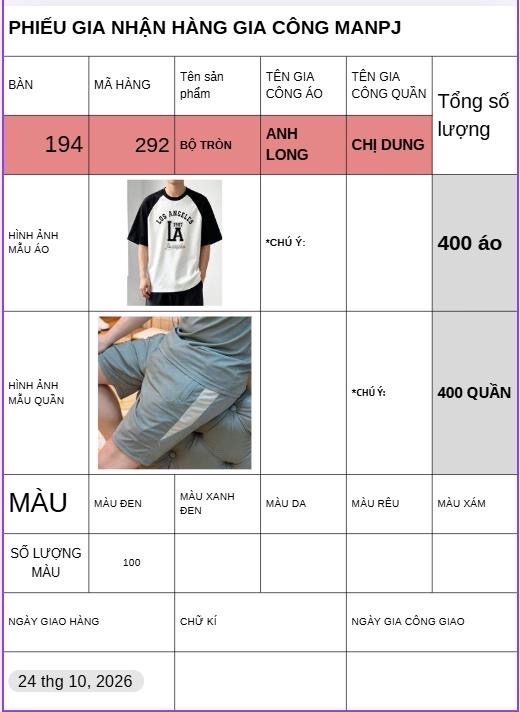 PHIẾU GIA NHẬN HÀNG GIA CÔNG MANPJ
BÀN
MÃ HÀNG
Tên sản
phẩm
TÊN GIA
CÔNG ÁO
TÊN GIA
CÔNG QUẦN
Tổng số
lượng
194
292
BỘ TRÒN
ANH
LONG
CHỊ DUNG
HÌNH ẢNH
MẪU ÁO
LOS ANGELES
LA
*CHÚ Ý:
400 áo
HÌNH ẢNH
MẪU QUẦN
*CHÚ Ý:
400 QUẦN
MÀU
MÀU ĐEN
MÀU XANH
ĐEN
MÀU DA
MÀU RÊU
MÀU XÁM
SỐ LƯỢNG
MÀU
100
NGÀY GIAO HÀNG
CHỮ KÍ
NGÀY GIA CÔNG GIAO
24 thg 10, 2026